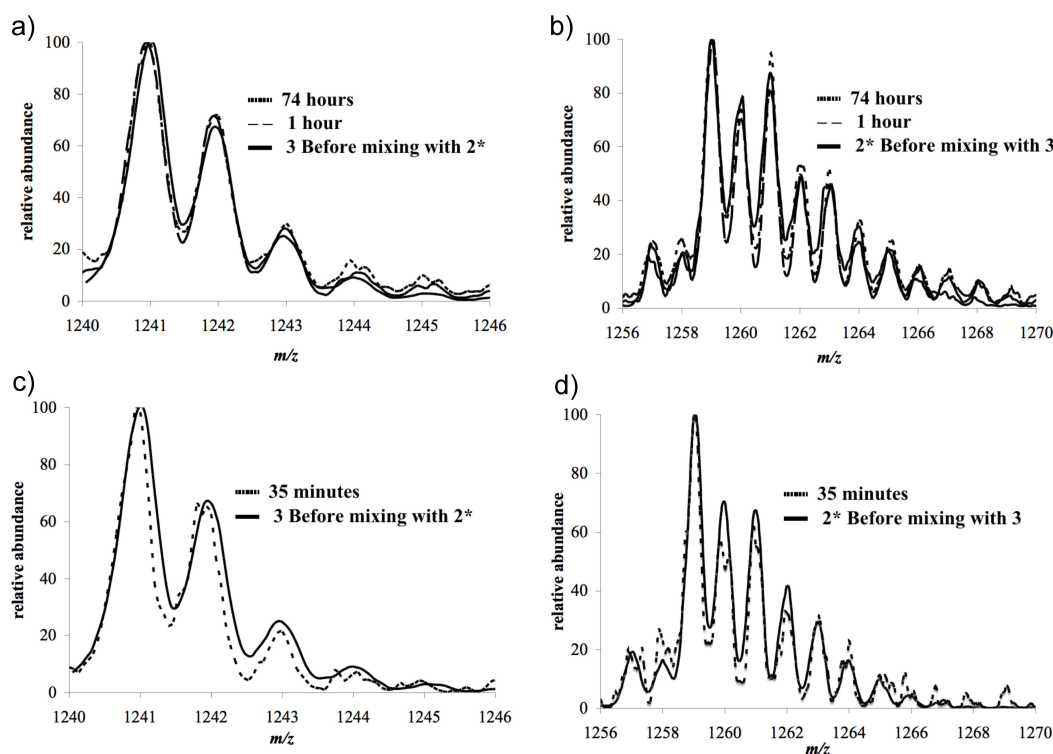 a)
relative abundance
100
80
60
40
20
0
74 hours
1 hour
3 Before mixing with 2*
1240 1241 1242 1243 1244 1245 1246
m/z
b)
relative abundance
100
80
60
40
20
0
74 hours
1 hour
2* Before mixing with 3
1256 1258 1260 1262 1264 1266 1268 1270
m/z
c)
relative abundance
100
80
60
40
20
0
35 minutes
3 Before mixing with 2*
1240 1241 1242 1243 1244 1245 1246
m/z
d)
relative abundance
100
80
60
40
20
0
35 minutes
2* Before mixing with 3
1256 1258 1260 1262 1264 1266 1268 1270
m/z